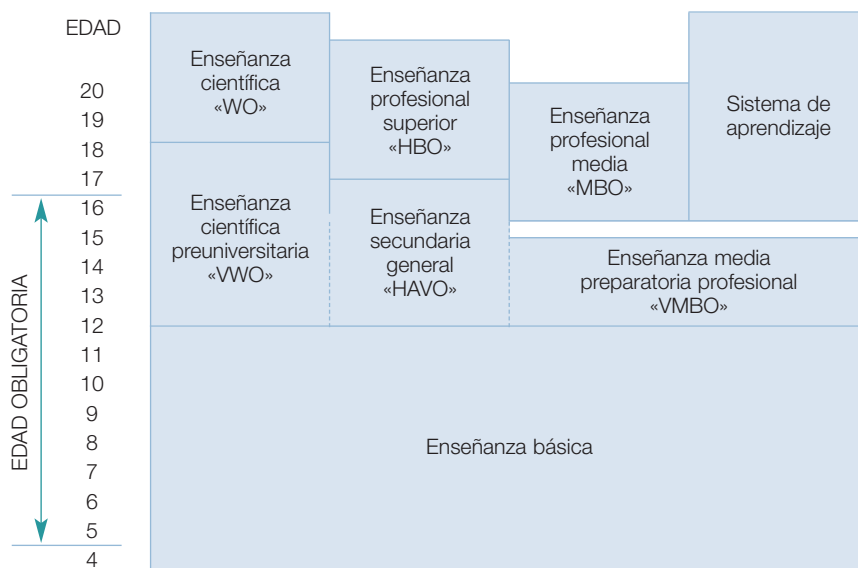 EDAD
20
19
18
17
16
15
14
13
12
11
10
9
8
7
6
5
4
EDAD OBLIGATORIA
Enseñanza
científica
«WO»
Enseñanza
profesional
superior
«HBO»
Enseñanza
profesional
media
«MBO»
Sistema de
aprendizaje
Enseñanza
científica
preuniversitaria
«VWO»
Enseñanza
secundaria
general
«HAVO»
Enseñanza media
preparatoria profesional
«VMBO»
Enseñanza básica